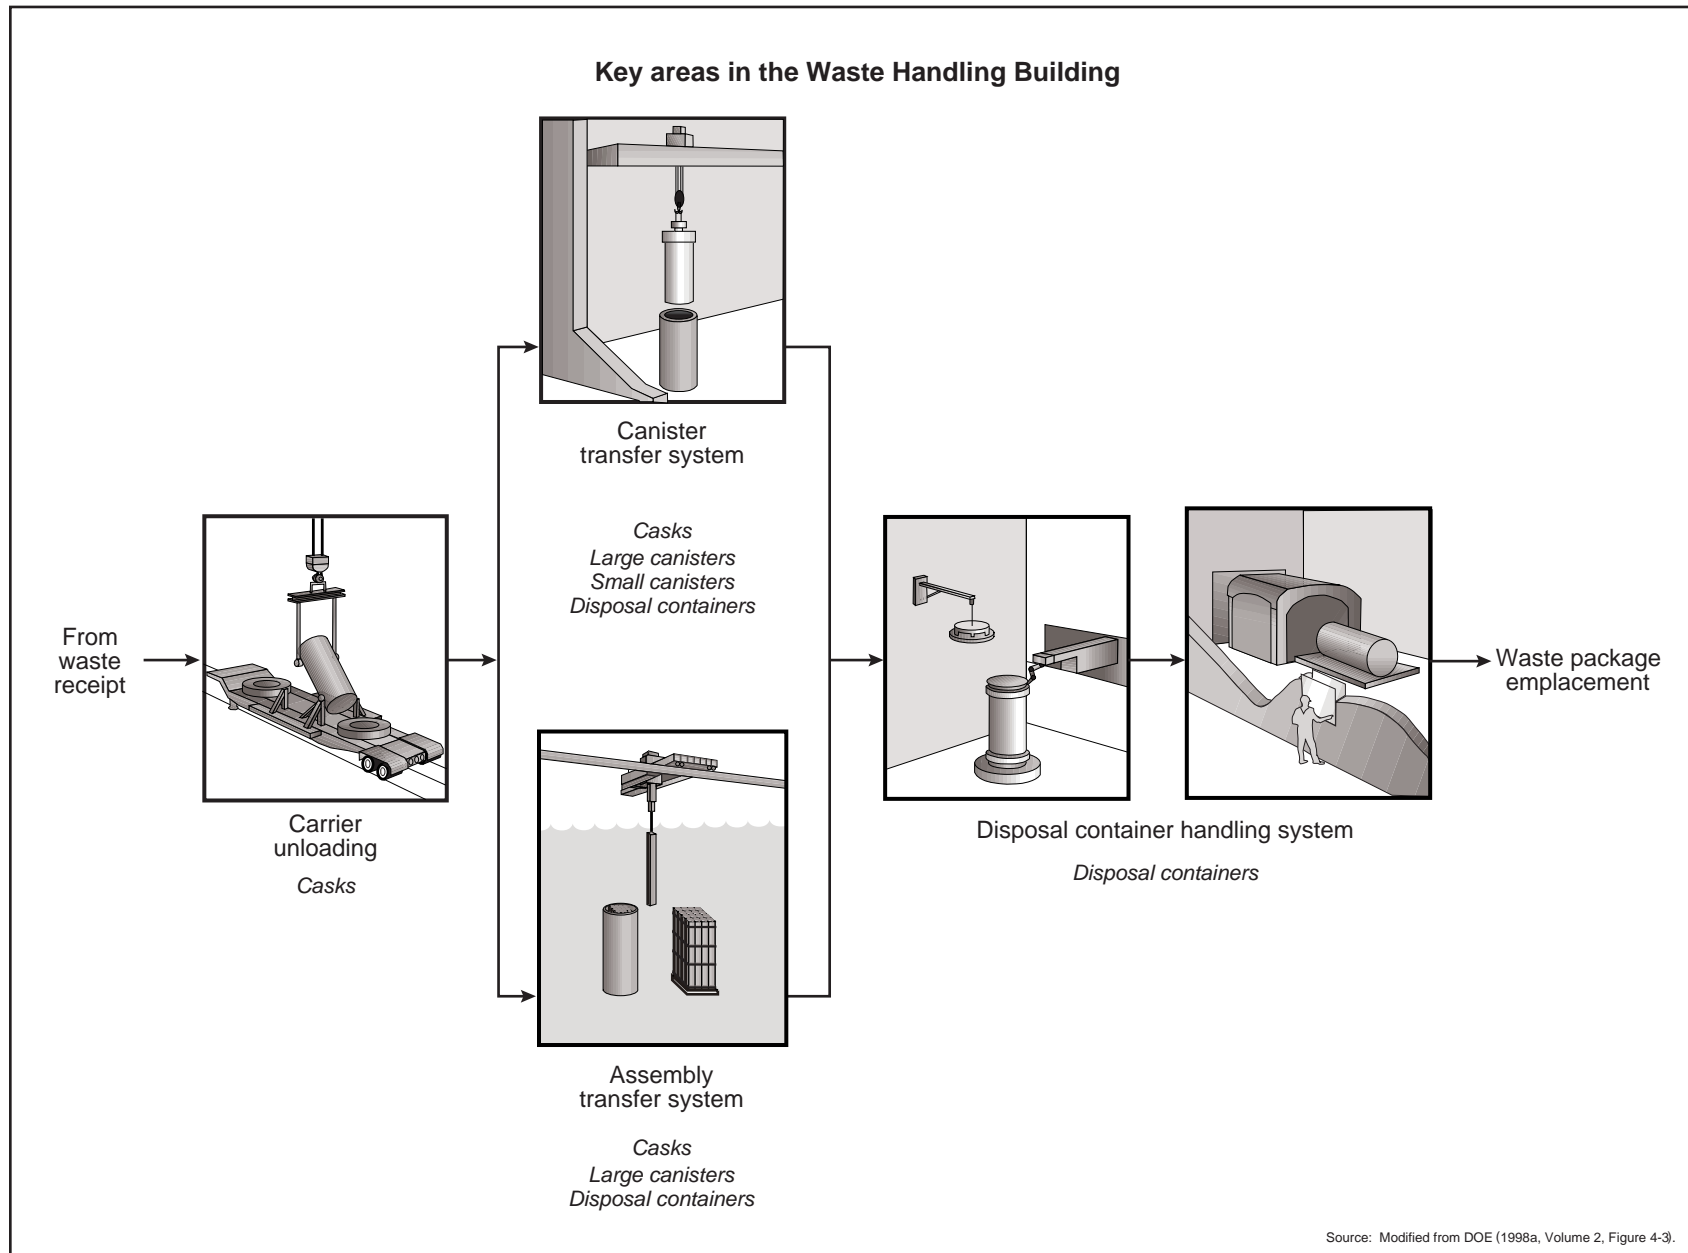 Key areas in the Waste Handling Building
Canister
transfer system
Casks
Large canisters
Small canisters
Disposal containers
From
waste
receipt
Carrier
unloading
Casks
Assembly
transfer system
Casks
Large canisters
Disposal containers
Disposal container handling system
Disposal containers
Waste package
emplacement
Source: Modified from DOE (1998a, Volume 2, Figure 4-3).